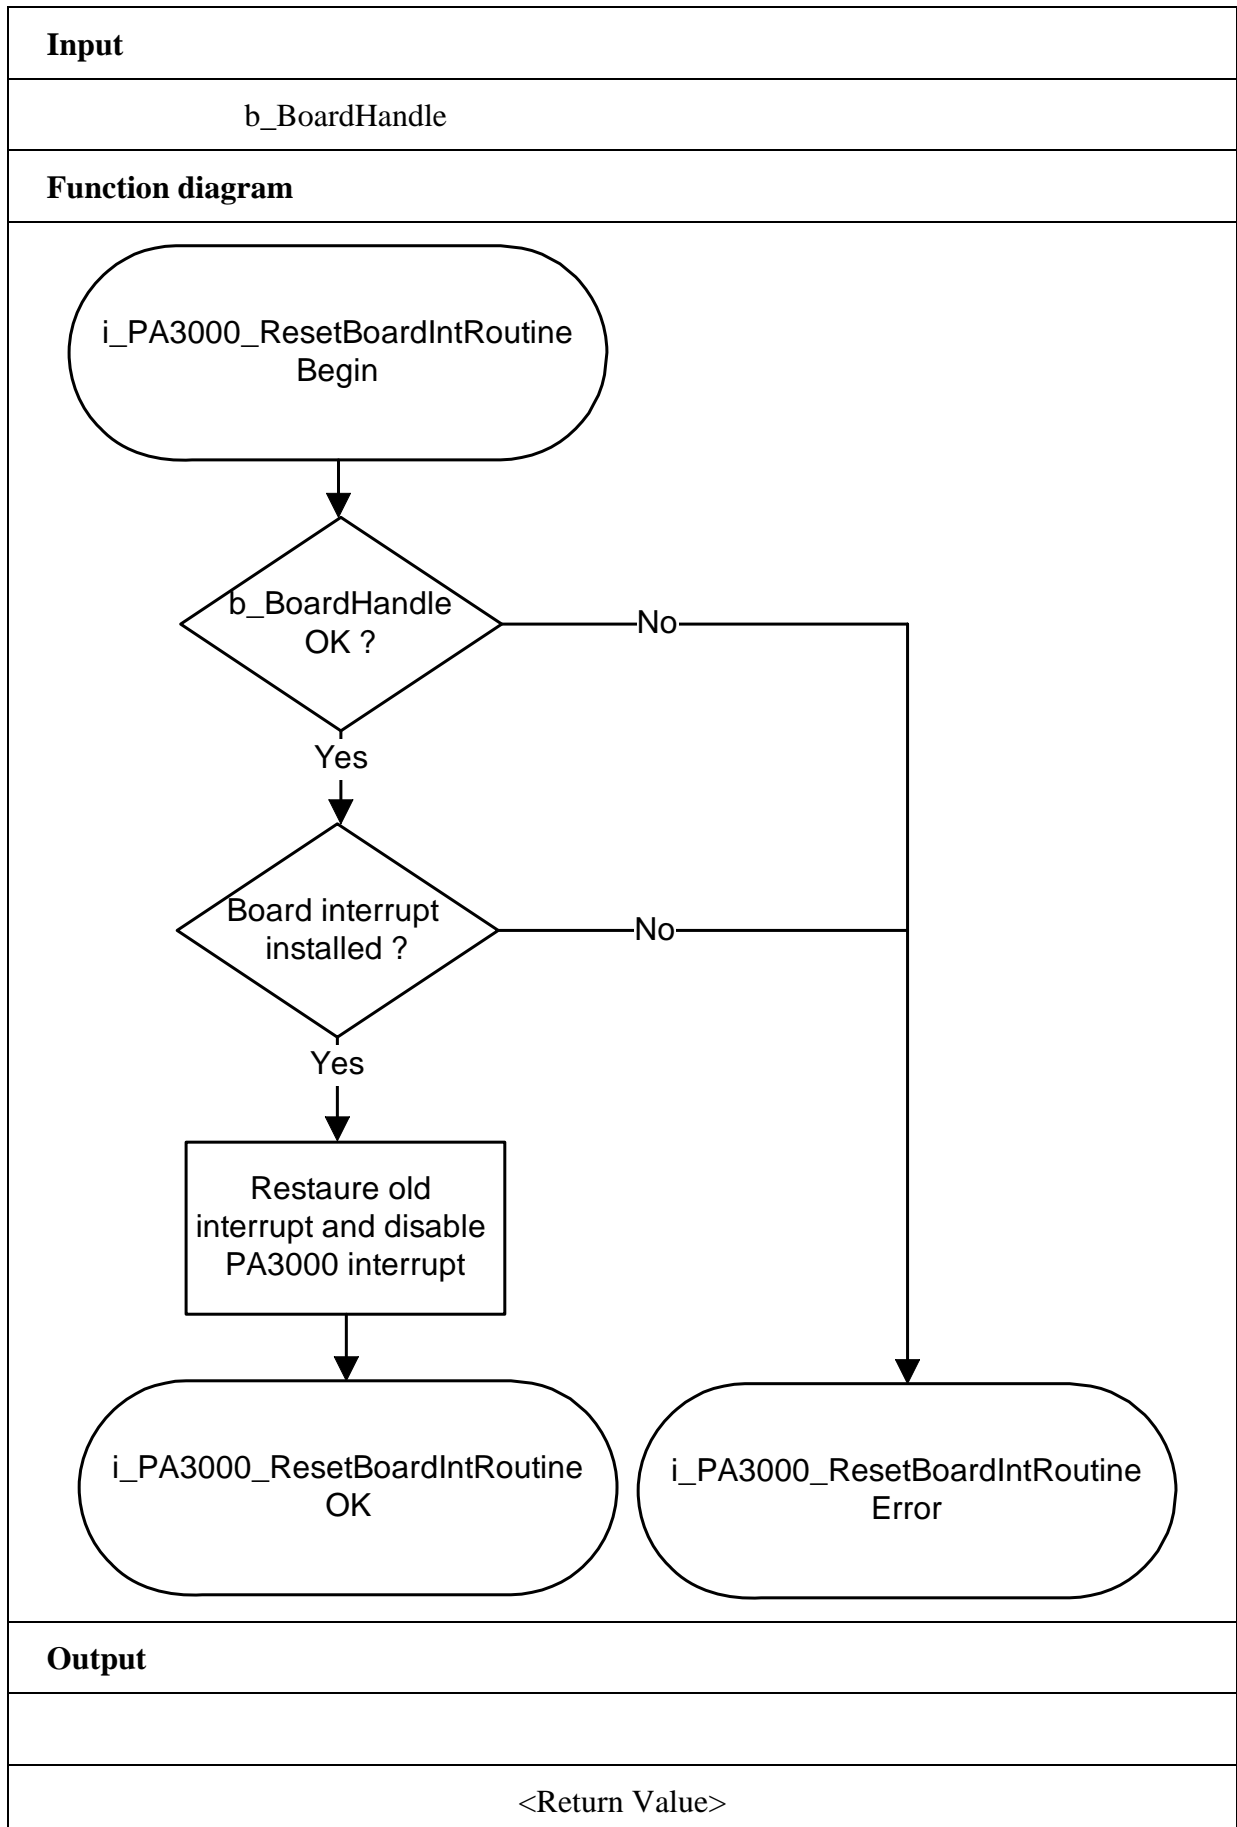 Input
b_BoardHandle
Function diagram
i_PA3000_ResetBoardIntRoutine
Begin
b_BoardHandle
OK ?
No
Yes
Board interrupt
installed ?
No
Yes
Restaure old
interrupt and disable
PA3000 interrupt
i_PA3000_ResetBoardIntRoutine
OK
i_PA3000_ResetBoardIntRoutine
Error
Output
<Return Value>